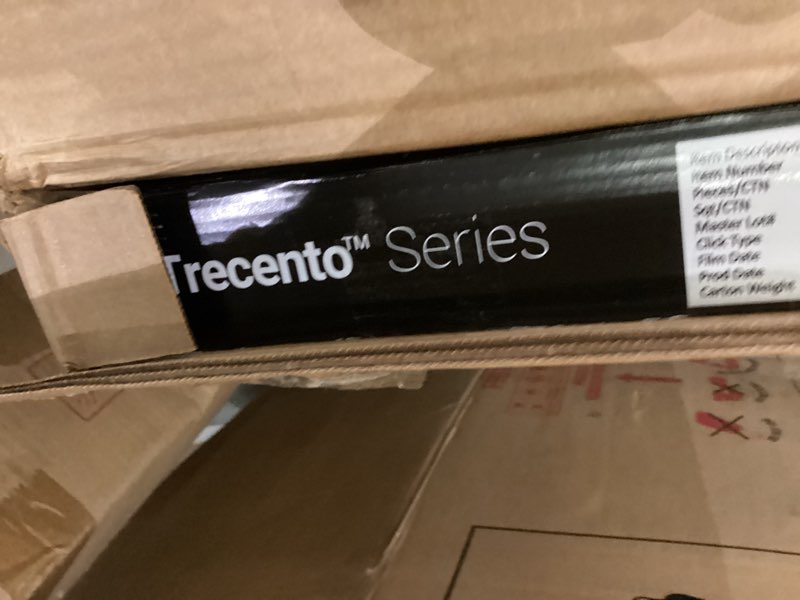 Trecento™ Series
Item Description
Item Number
Pieces/CTN
Sqf/CTN
Master Lot#
Click Type
Film Date
Prod Date
Carton Weight